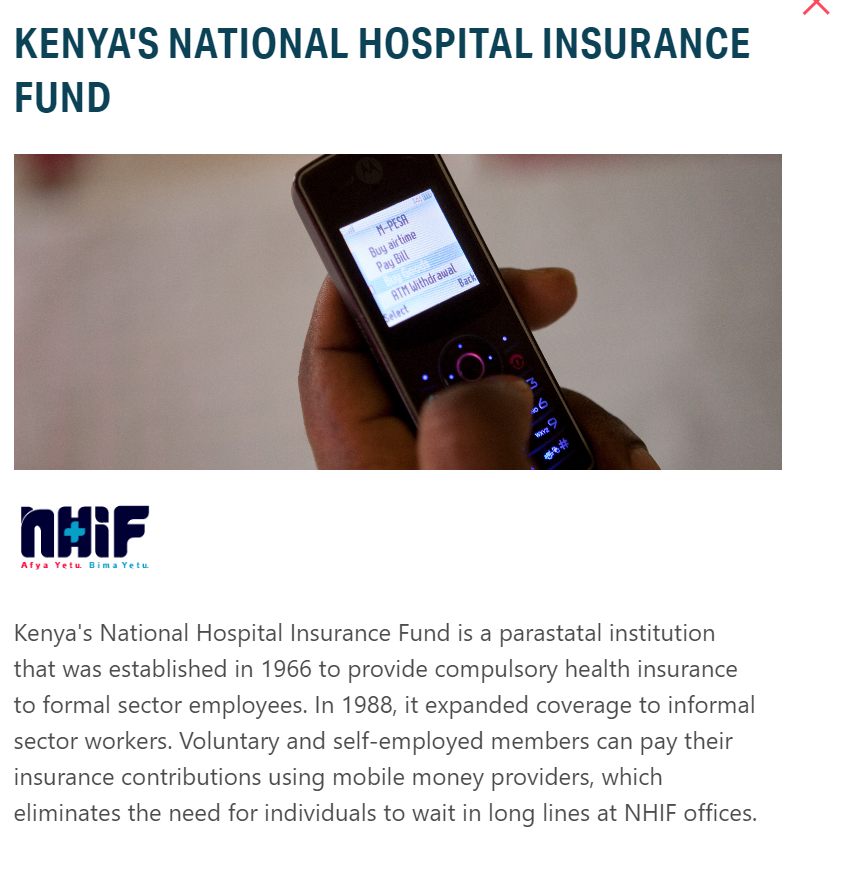 KENYA'S NATIONAL HOSPITAL INSURANCE
FUND
M-PESA
Buy airtime
Pay Bill
ATM Withdrawal
Select
Back
3
6
WXYZ 9
#
NHiF
Afya Yetu. Bima Yetu.
Kenya's National Hospital Insurance Fund is a parastatal institution
that was established in 1966 to provide compulsory health insurance
to formal sector employees. In 1988, it expanded coverage to informal
sector workers. Voluntary and self-employed members can pay their
insurance contributions using mobile money providers, which
eliminates the need for individuals to wait in long lines at NHIF offices.